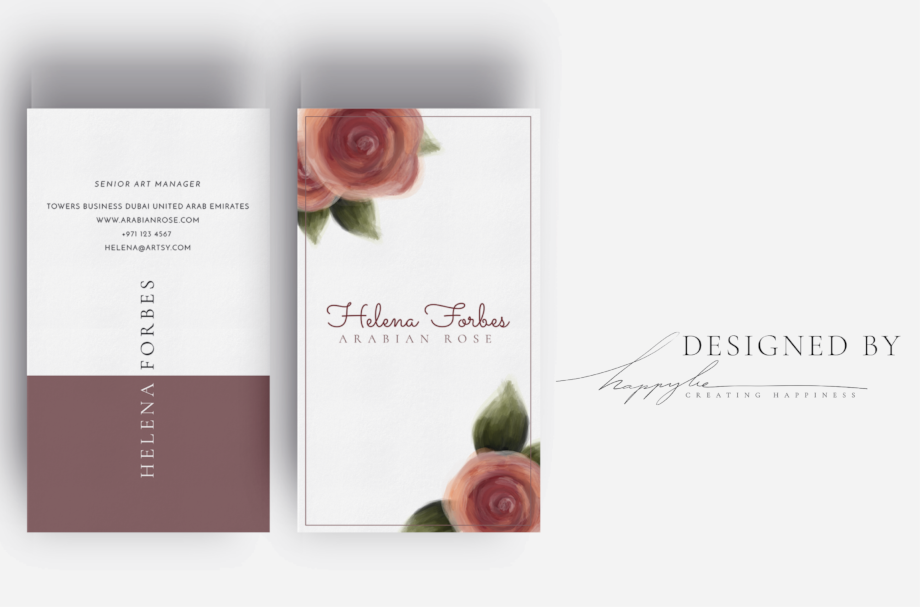 SENIOR ART MANAGER
TOWERS BUSINESS DUBAI UNITED ARAB EMIRATES
WWW.ARABIANROSE.COM
+971 123 4567
HELENA@ARTSY.COM
HELENA FORBES
Helena Forbes
ARABIAN ROSE
DESIGNED BY
happylie
CREATING HAPPINESS